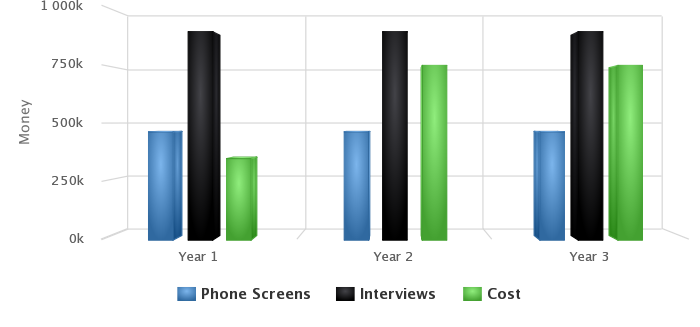 1 000k
750k
500k
250k
0k
Money
Year 1 Year 2 Year 3
Phone Screens Interviews Cost